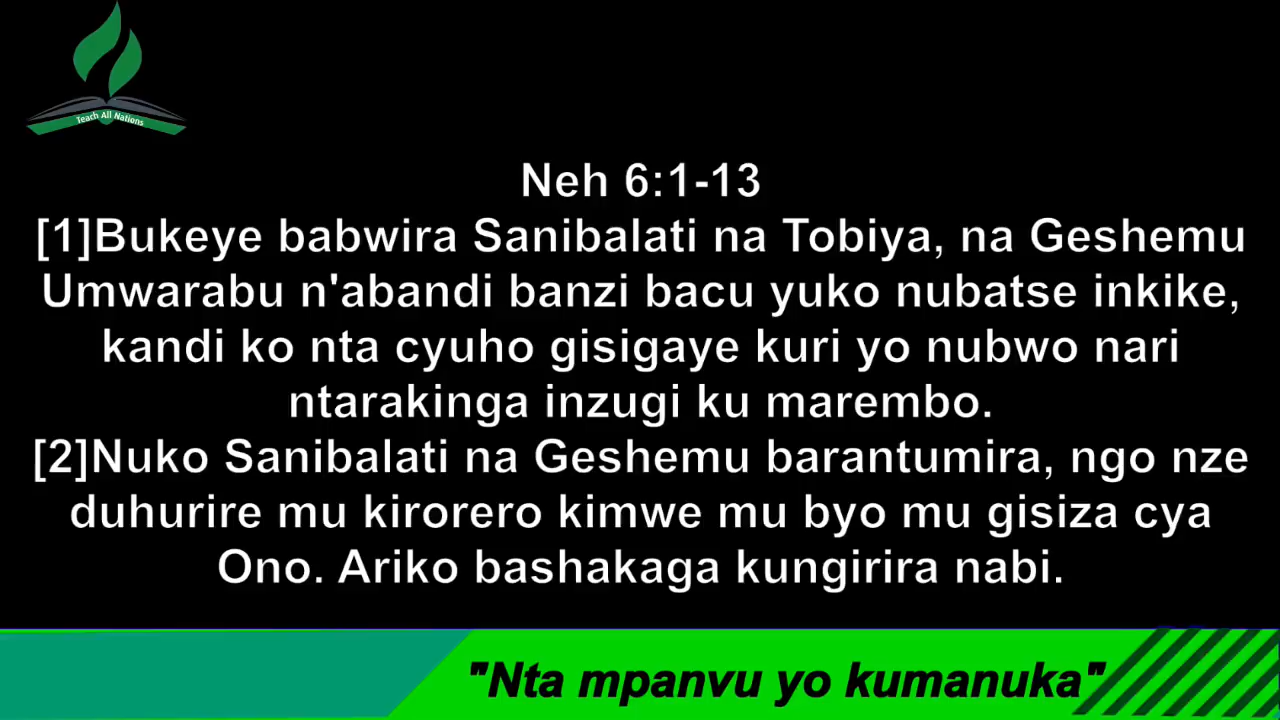 Teach All Nations
Neh 6:1-13
[1]Bukeye babwira Sanibalati na Tobiya, na Geshemu
Umwarabu n'abandi banzi bacu yuko nubatse inkike,
kandi ko nta cyuho gisigaye kuri yo nubwo nari
ntarakinga inzugi ku marembo.
[2]Nuko Sanibalati na Geshemu barantumira, ngo nze
duhurire mu kirorero kimwe mu byo mu gisiza cya
Ono. Ariko bashakaga kungirira nabi.
"Nta mpanvu yo kumanuka"